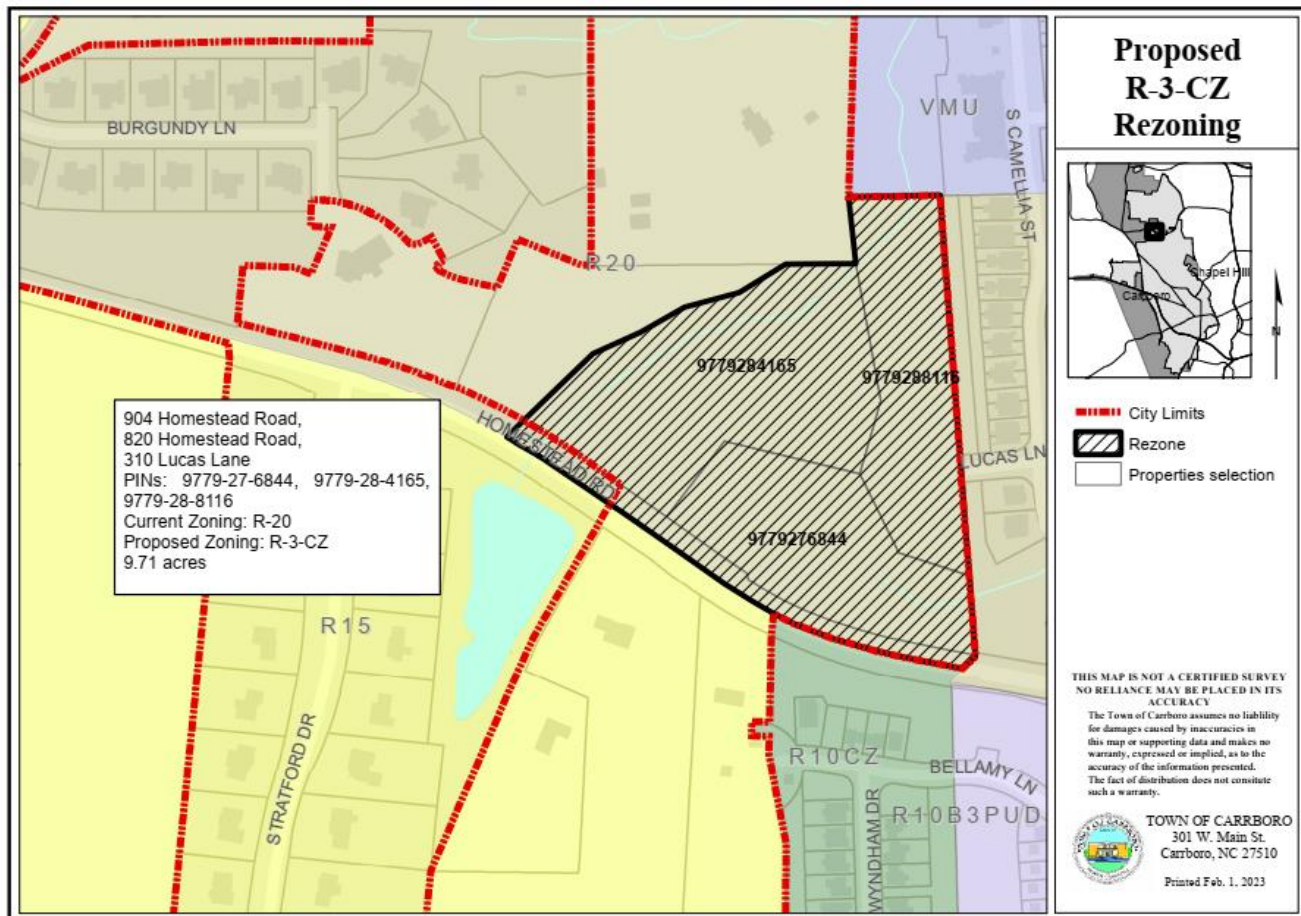 Proposed
R-3-CZ
Rezoning
BURGUNDY LN
VMU
S CAMELLIA ST
R20
9779284165
9779288116
HOMESTEAD RD
LUCAS LN
9779276844
904 Homestead Road,
820 Homestead Road,
310 Lucas Lane
PINs: 9779-27-6844, 9779-28-4165,
9779-28-8116
Current Zoning: R-20
Proposed Zoning: R-3-CZ
9.71 acres
R15
STRATFORD DR
R10CZ
BELLAMY LN
R10B3PUD
WYNDHAM DR
Chapel Hill
Carrboro
N
City Limits
Rezone
Properties selection
THIS MAP IS NOT A CERTIFIED SURVEY
NO RELIANCE MAY BE PLACED IN ITS
ACCURACY
The Town of Carrboro assumes no liablility
for damages caused by inaccuracies in
this map or supporting data and makes no
warranty, expressed or implied, as to the
accuracy of the information presented.
The fact of distribution does not consitute
such a warranty.
TOWN OF CARRBORO
301 W. Main St.
Carrboro, NC 27510
Printed Feb. 1, 2023